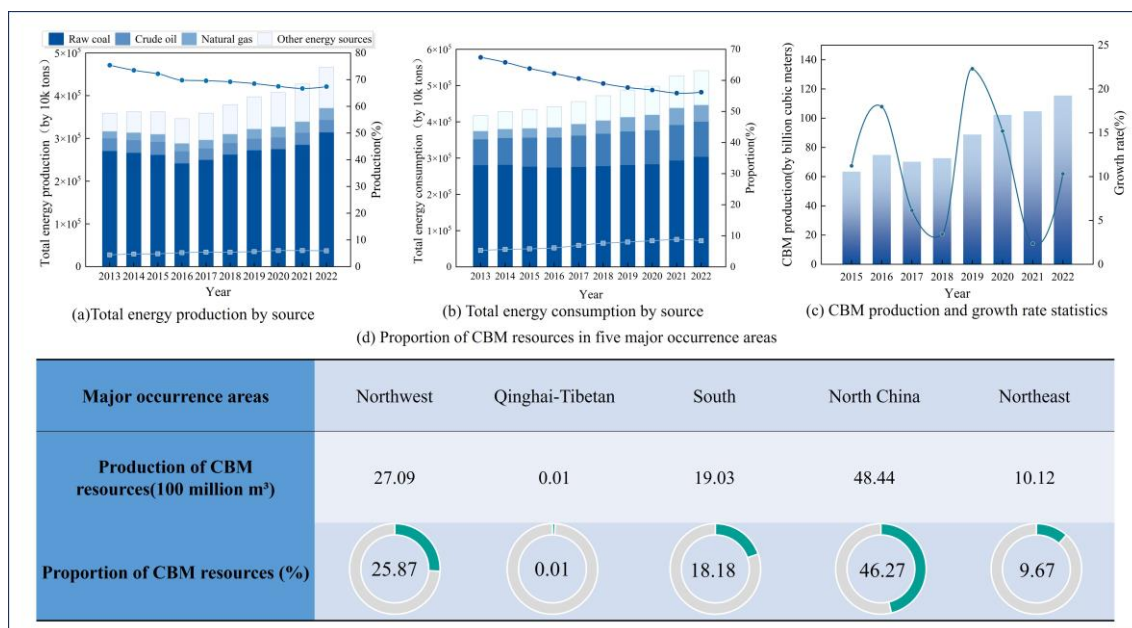 Raw coal Crude oil Natural gas Other energy sources
5×10⁵
4×10⁵
3×10⁵
2×10⁵
1×10⁵
0
Total energy production (by 10k tons)
80
70
60
50
40
30
20
10
0
Production(%)
2013 2014 2015 2016 2017 2018 2019 2020 2021 2022
Year
(a)Total energy production by source
6×10⁵
5×10⁵
4×10⁵
3×10⁵
2×10⁵
1×10⁵
0
Total energy consumption (by 10k tons)
70
60
50
40
30
20
10
0
Proportion(%)
2013 2014 2015 2016 2017 2018 2019 2020 2021 2022
Year
(b) Total energy consumption by source
140
120
100
80
60
40
20
0
CBM production(by billion cubic meters)
25
20
15
10
5
0
Growth rate(%)
2015 2016 2017 2018 2019 2020 2021 2022
Year
(c) CBM production and growth rate statistics
(d) Proportion of CBM resources in five major occurrence areas
Major occurrence areas Northwest Qinghai-Tibetan South North China Northeast
Production of CBM
resources(100 million m³) 27.09 0.01 19.03 48.44 10.12
Proportion of CBM resources (%) 25.87 0.01 18.18 46.27 9.67